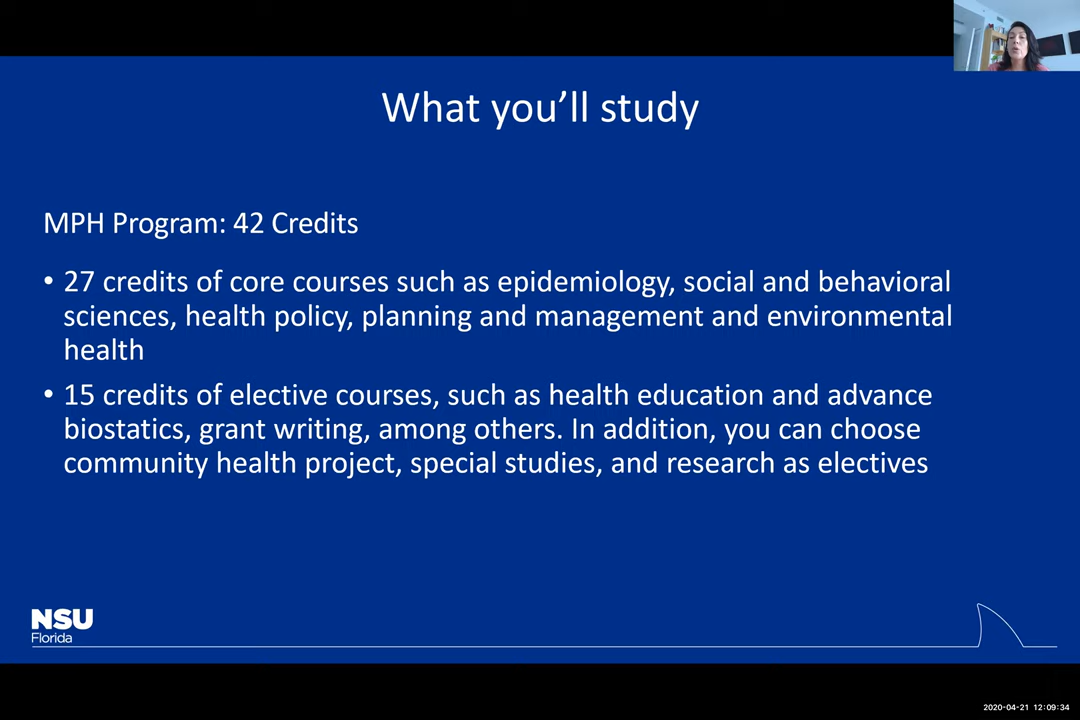 What you’ll study
MPH Program: 42 Credits
• 27 credits of core courses such as epidemiology, social and behavioral
sciences, health policy, planning and management and environmental
health
• 15 credits of elective courses, such as health education and advance
biostatics, grant writing, among others. In addition, you can choose
community health project, special studies, and research as electives
NSU
Florida
2020-04-21 12:09:34